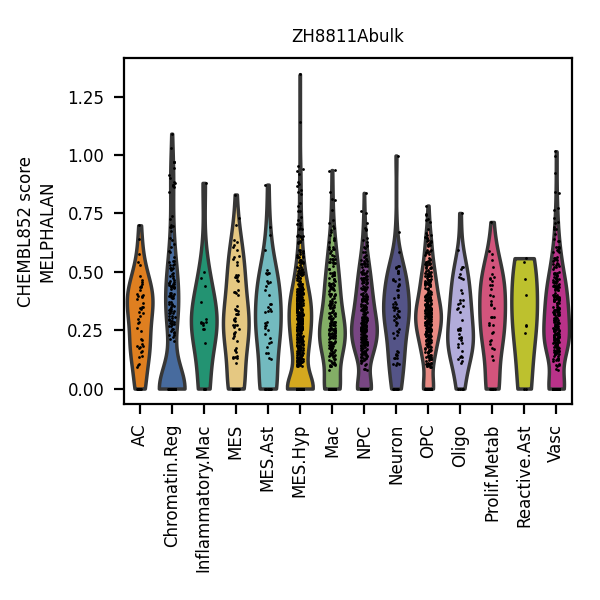 ZH8811Abulk
CHEMBL852 score
MELPHALAN
1.25
1.00
0.75
0.50
0.25
0.00
AC
Chromatin.Reg
Inflammatory.Mac
MES
MES.Ast
MES.Hyp
Mac
NPC
Neuron
OPC
Oligo
Prolif.Metab
Reactive.Ast
Vasc